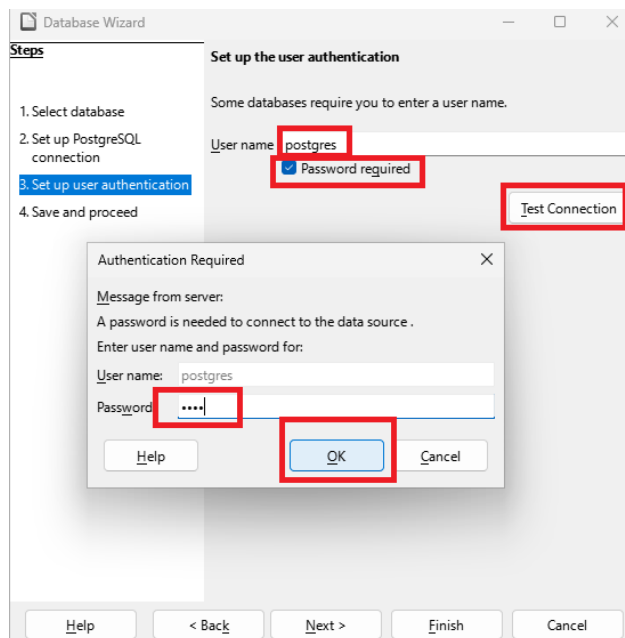 Database Wizard
Steps
1. Select database
2. Set up PostgreSQL
connection
3. Set up user authentication
4. Save and proceed
Set up the user authentication
Some databases require you to enter a user name.
User name postgres
Password required
Test Connection
Authentication Required
Message from server:
A password is needed to connect to the data source .
Enter user name and password for:
User name: postgres
Password ••••
Help OK Cancel
Help < Back Next > Finish Cancel